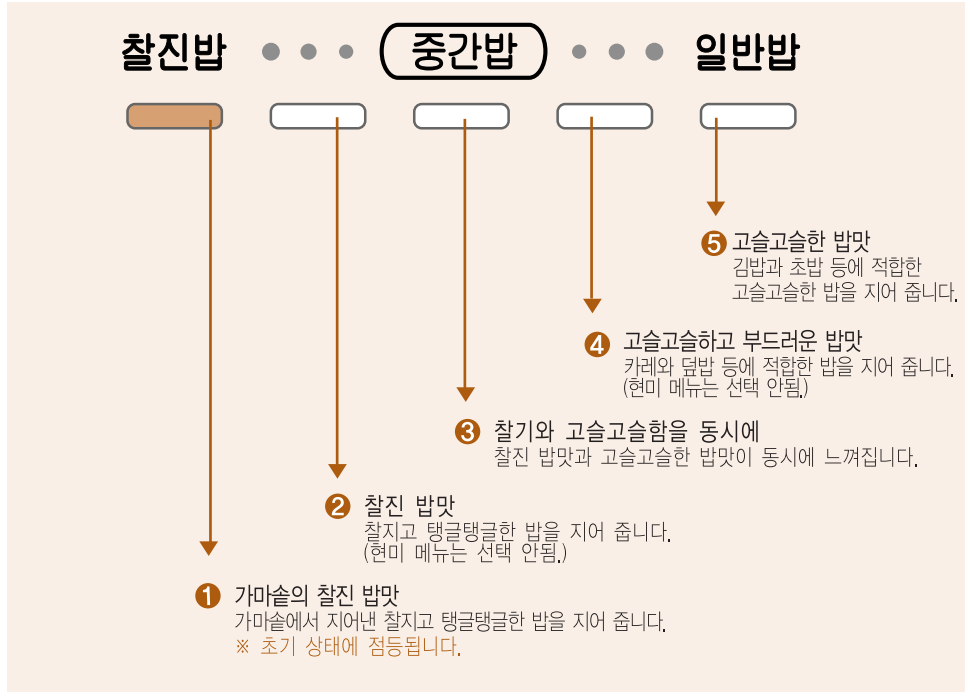 찰진밥 ● ● ● 중간밥 ● ● ● 일반밥
❺ 고슬고슬한 밥맛
김밥과 초밥 등에 적합한
고슬고슬한 밥을 지어 줍니다.
❹ 고슬고슬하고 부드러운 밥맛
카레와 덮밥 등에 적합한 밥을 지어 줍니다.
(현미 메뉴는 선택 안됨.)
❸ 찰기와 고슬고슬함을 동시에
찰진 밥맛과 고슬고슬한 밥맛이 동시에 느껴집니다.
❷ 찰진 밥맛
찰지고 탱글탱글한 밥을 지어 줍니다.
(현미 메뉴는 선택 안됨.)
❶ 가마솥의 찰진 밥맛
가마솥에서 지어낸 찰지고 탱글탱글한 밥을 지어 줍니다.
※ 초기 상태에 점등됩니다.